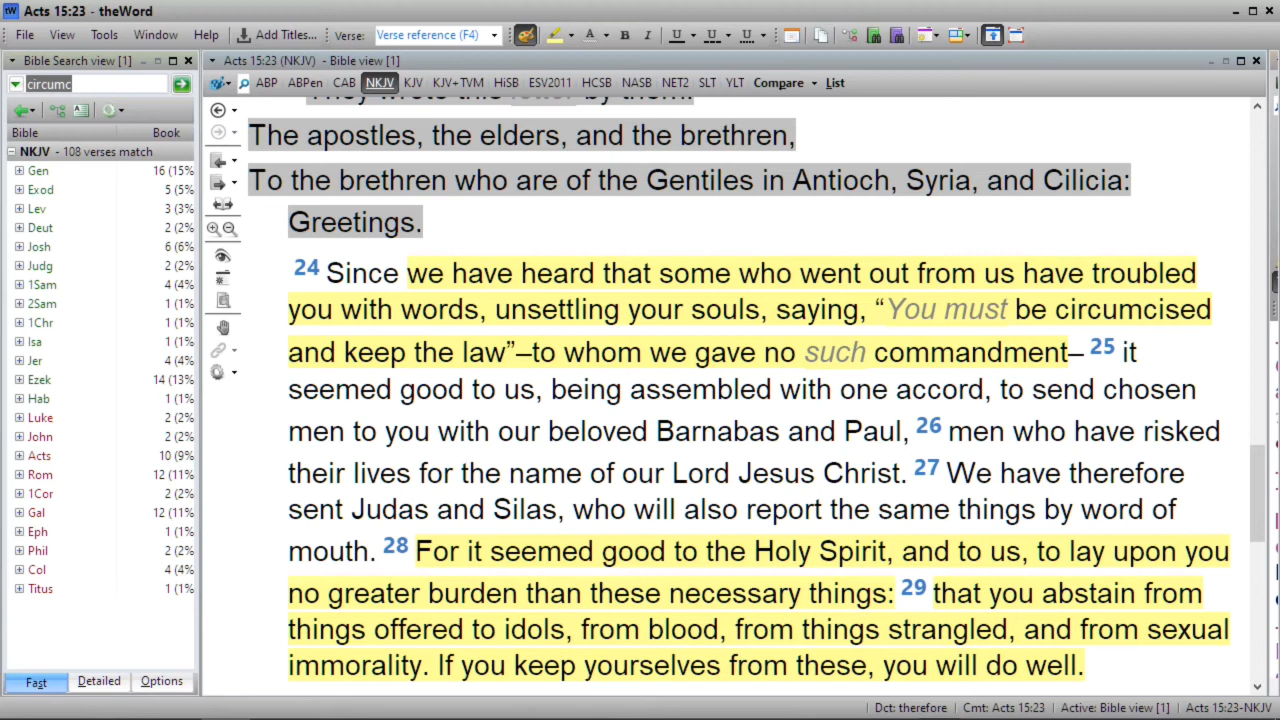 tW Acts 15:23 - theWord
File View Tools Window Help Add Titles Verse: Verse reference (F4) B I U U U
Bible Search view [1]
circumc
Bible Book
NKJV - 108 verses match
Gen 16 (15%
Exod 5 (5%
Lev 3 (3%
Deut 2 (2%
Josh 6 (6%
Judg 2 (2%
1Sam 4 (4%
2Sam 1 (1%
1Chr 1 (1%
Isa 1 (1%
Jer 4 (4%
Ezek 14 (13%
Hab 1 (1%
Luke 2 (2%
John 2 (2%
Acts 10 (9%
Rom 12 (11%
1Cor 2 (2%
Gal 12 (11%
Eph 1 (1%
Phil 2 (2%
Col 4 (4%
Titus 1 (1%
Fast Detailed Options
Acts 15:23 (NKJV) - Bible view [1]
ABP ABPen CAB NKJV KJV KJV+TVM HiSB ESV2011 HCSB NASB NET2 SLT YLT Compare List
They wrote this letter by them:
The apostles, the elders, and the brethren,
To the brethren who are of the Gentiles in Antioch, Syria, and Cilicia:
Greetings.
24 Since we have heard that some who went out from us have troubled
you with words, unsettling your souls, saying, “You must be circumcised
and keep the law”–to whom we gave no such commandment– 25 it
seemed good to us, being assembled with one accord, to send chosen
men to you with our beloved Barnabas and Paul, 26 men who have risked
their lives for the name of our Lord Jesus Christ. 27 We have therefore
sent Judas and Silas, who will also report the same things by word of
mouth. 28 For it seemed good to the Holy Spirit, and to us, to lay upon you
no greater burden than these necessary things: 29 that you abstain from
things offered to idols, from blood, from things strangled, and from sexual
immorality. If you keep yourselves from these, you will do well.
Dct: therefore Cmt: Acts 15:23 Active: Bible view [1] Acts 15:23-NKJV